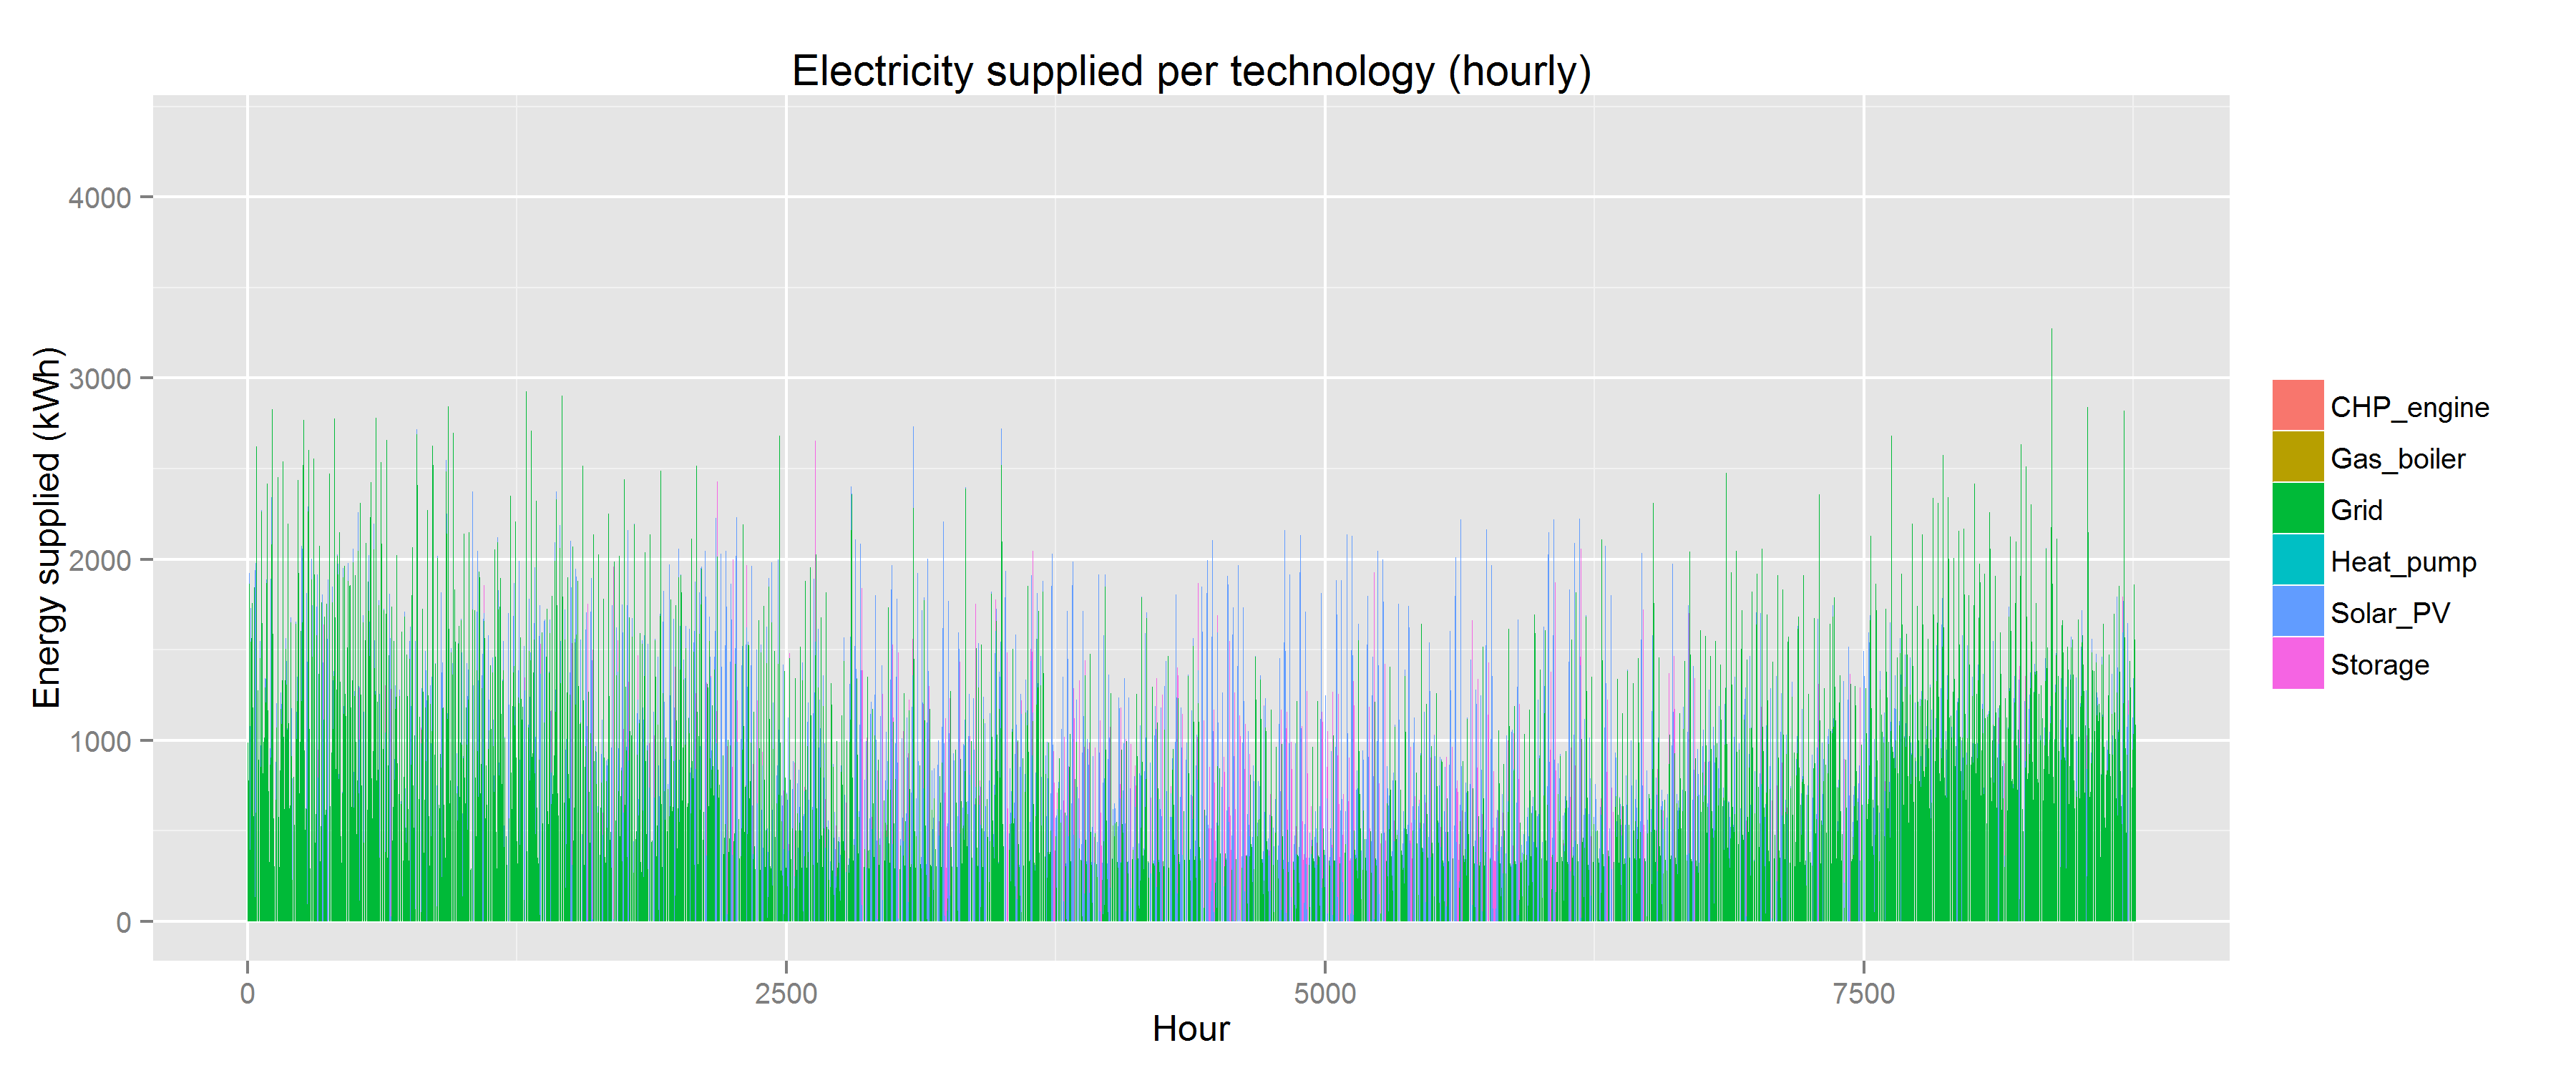 Electricity supplied per technology (hourly)
Energy supplied (kWh)
4000
3000
2000
1000
0
0 2500 5000 7500
Hour
CHP_engine
Gas_boiler
Grid
Heat_pump
Solar_PV
Storage